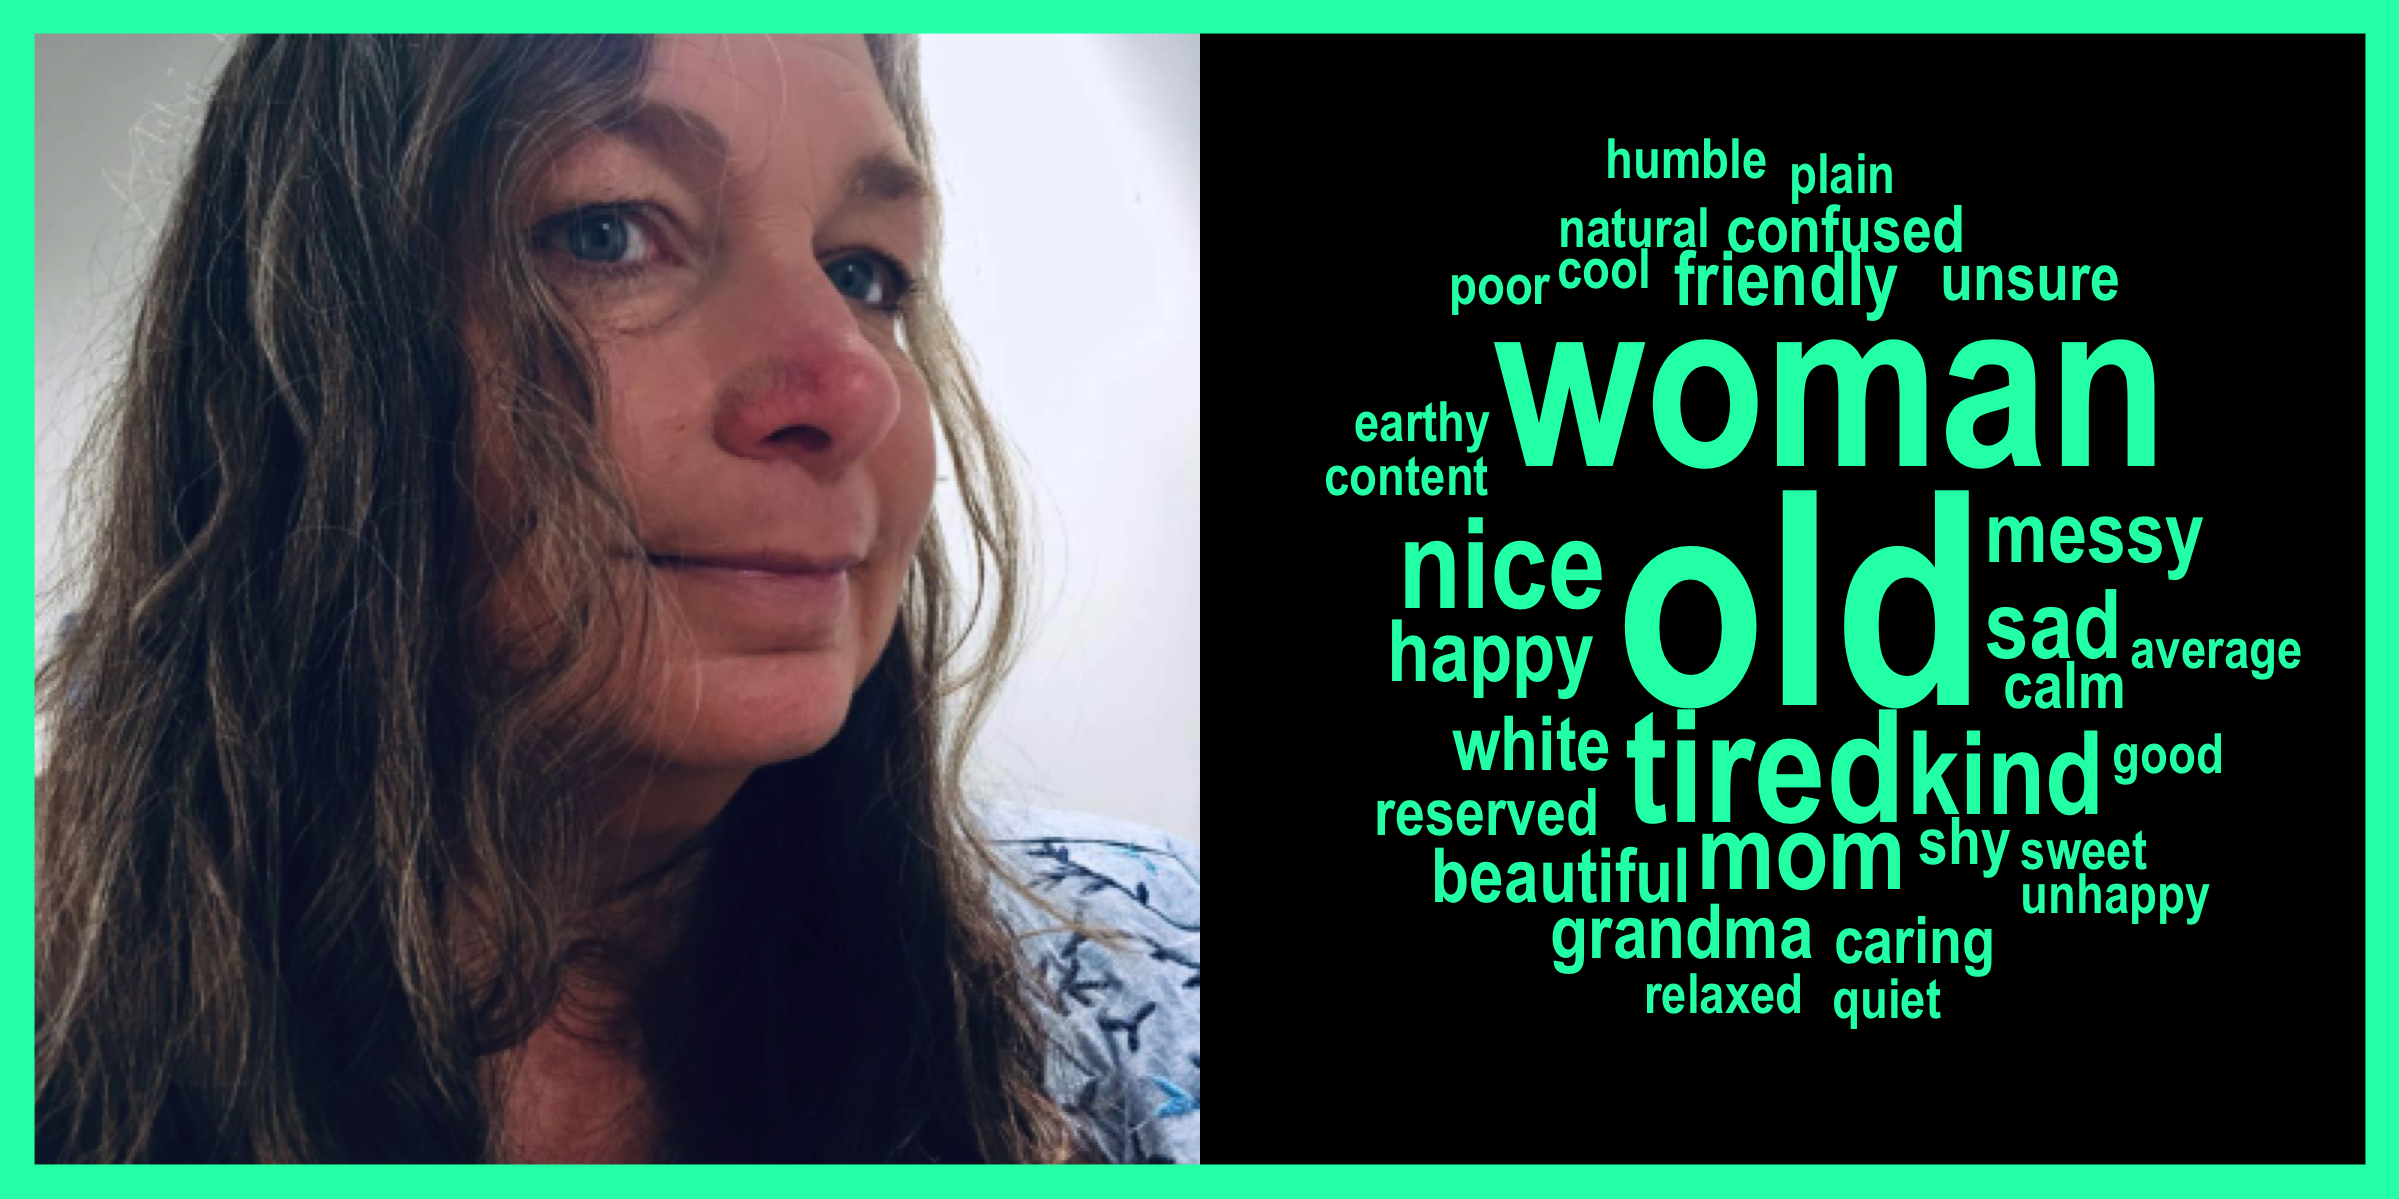 humble plain
natural confused
poor cool friendly unsure
woman
earthy
content
nice old messy
happy sad average
calm
white tired kind good
reserved
beautiful mom shy sweet
unhappy
grandma caring
relaxed quiet